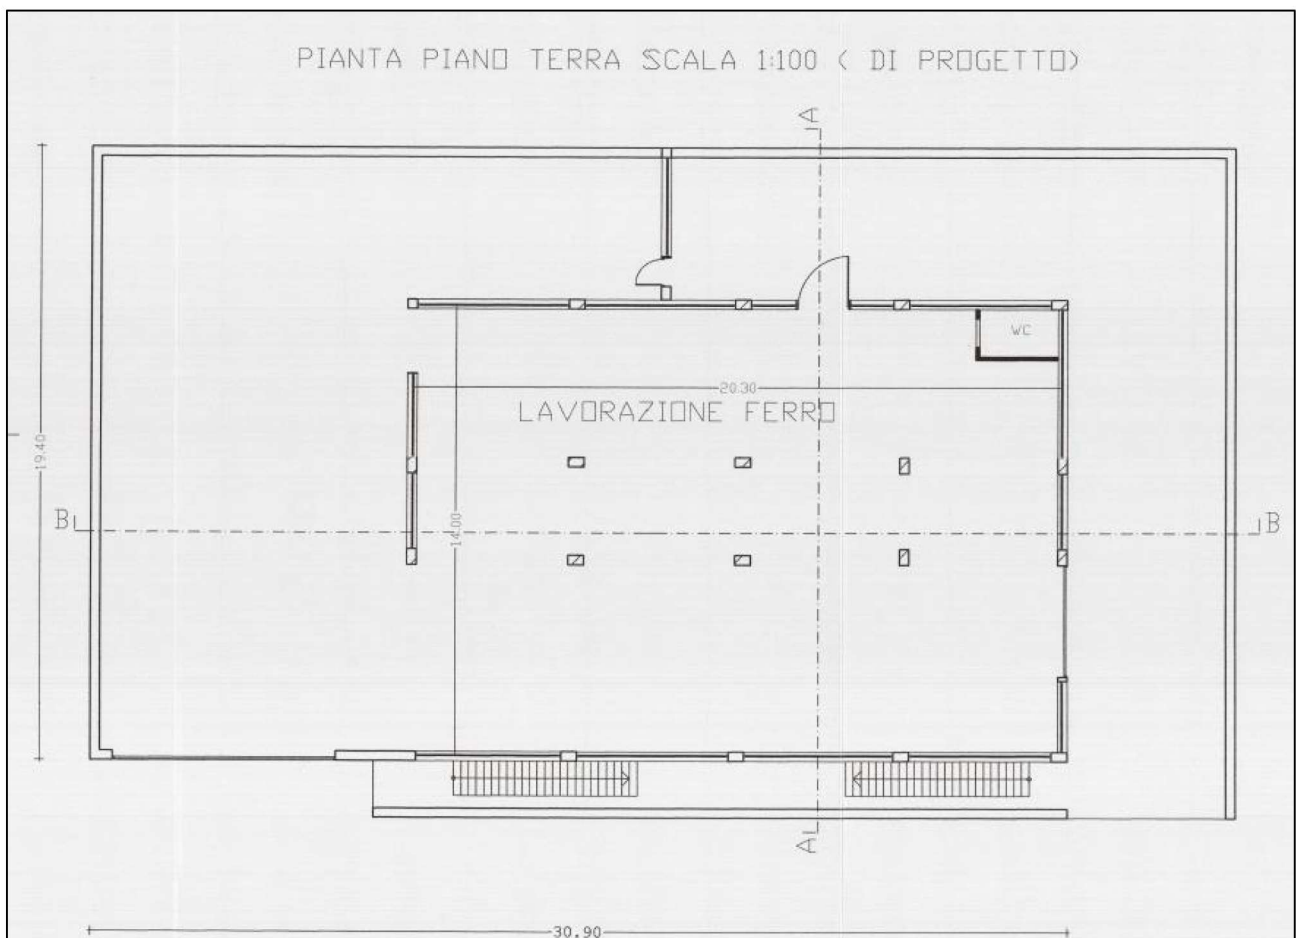 PIANTA PIANO TERRA SCALA 1:100 ( DI PROGETTO)
A
WC
20.30
LAVORAZIONE FERRO
19.40
14.00
B
B
A
30.90